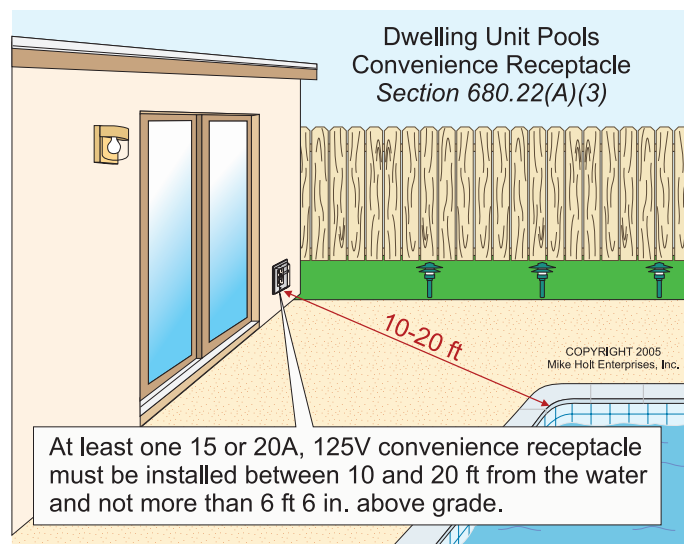 Dwelling Unit Pools
Convenience Receptacle
Section 680.22(A)(3)
10-20 ft
COPYRIGHT 2005
Mike Holt Enterprises, Inc.
At least one 15 or 20A, 125V convenience receptacle
must be installed between 10 and 20 ft from the water
and not more than 6 ft 6 in. above grade.